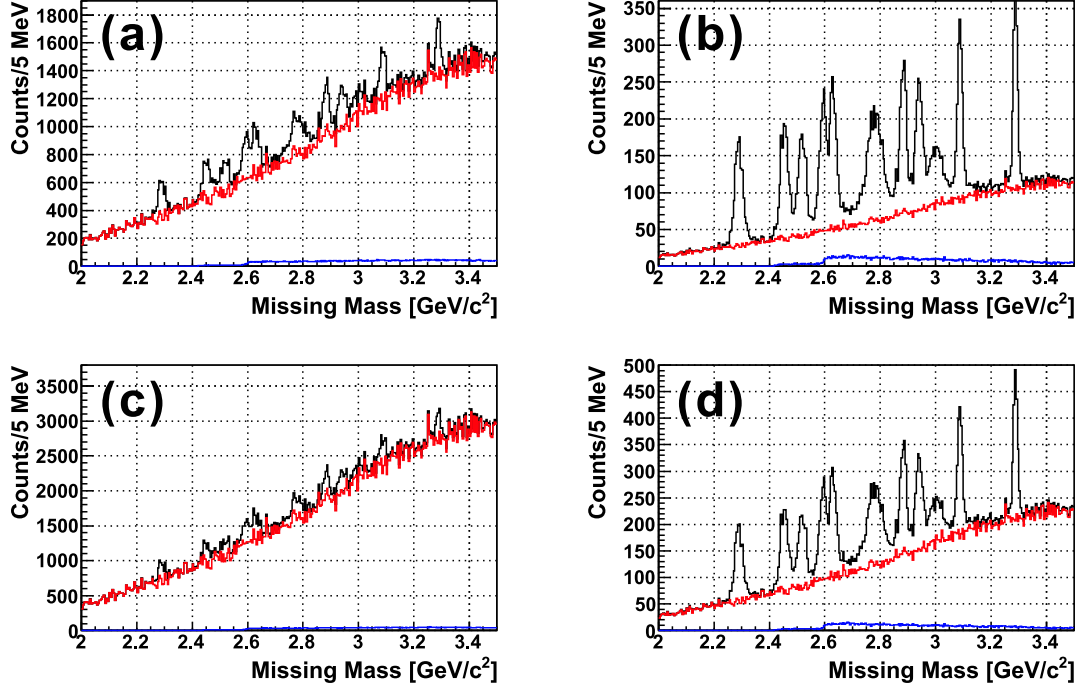 (a)
Counts/5 MeV
1800
1600
1400
1200
1000
800
600
400
200
0
2 2.2 2.4 2.6 2.8 3 3.2 3.4
Missing Mass [GeV/c²]
(b)
Counts/5 MeV
350
300
250
200
150
100
50
0
2 2.2 2.4 2.6 2.8 3 3.2 3.4
Missing Mass [GeV/c²]
(c)
Counts/5 MeV
3500
3000
2500
2000
1500
1000
500
0
2 2.2 2.4 2.6 2.8 3 3.2 3.4
Missing Mass [GeV/c²]
(d)
Counts/5 MeV
500
450
400
350
300
250
200
150
100
50
0
2 2.2 2.4 2.6 2.8 3 3.2 3.4
Missing Mass [GeV/c²]